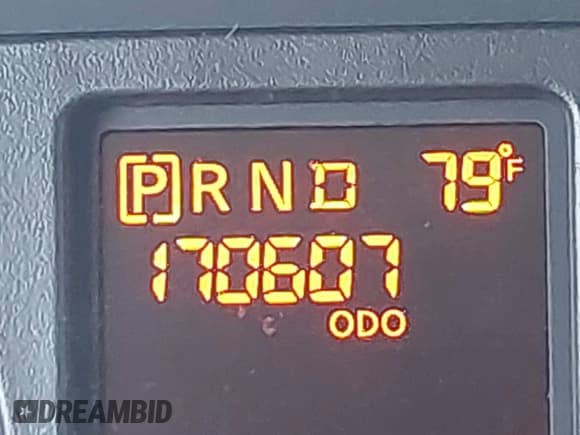 [P] R N D 79°F
170607
ODO
DREAMBID